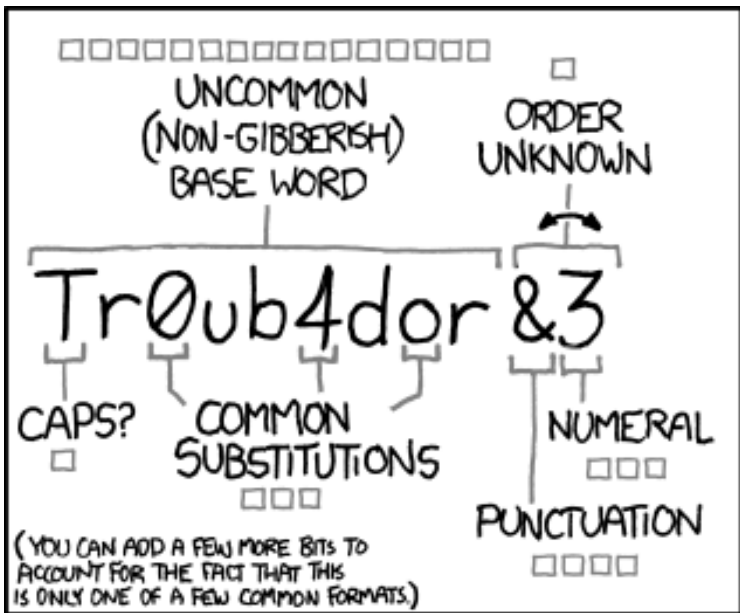 UNCOMMON
(NON-GIBBERISH)
BASE WORD
ORDER
UNKNOWN
Tr0ub4dor &3
CAPS?
COMMON
SUBSTITUTIONS
NUMERAL
PUNCTUATION
(YOU CAN ADD A FEW MORE BITS TO
ACCOUNT FOR THE FACT THAT THIS
IS ONLY ONE OF A FEW COMMON FORMATS.)